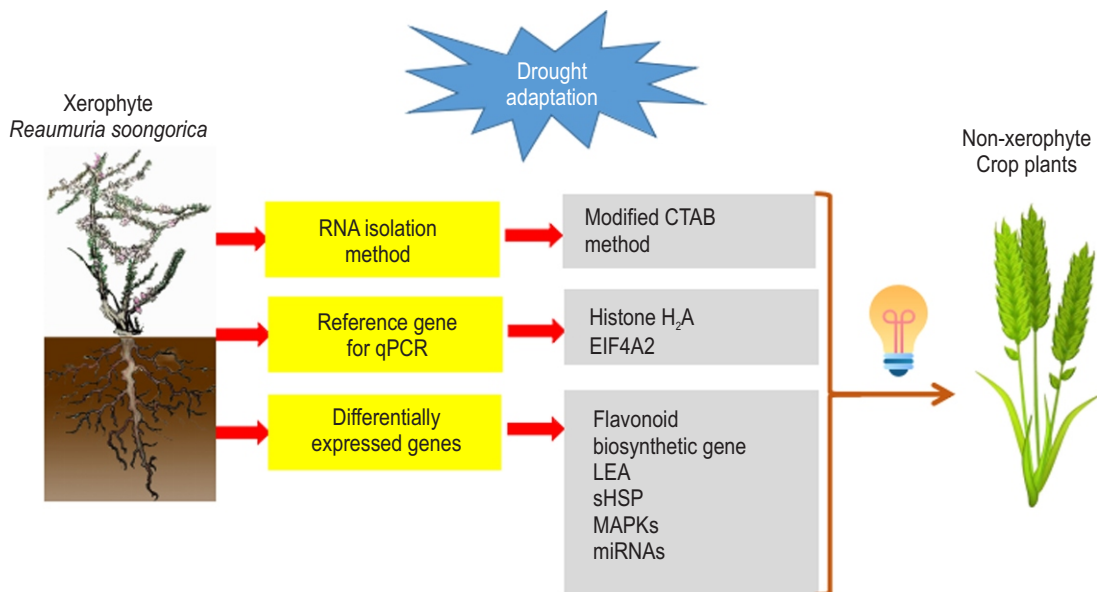 Drought
adaptation
Xerophyte
Reaumuria soongorica
Non-xerophyte
Crop plants
RNA isolation
method
Modified CTAB
method
Reference gene
for qPCR
Histone H₂A
EIF4A2
Differentially
expressed genes
Flavonoid
biosynthetic gene
LEA
sHSP
MAPKs
miRNAs